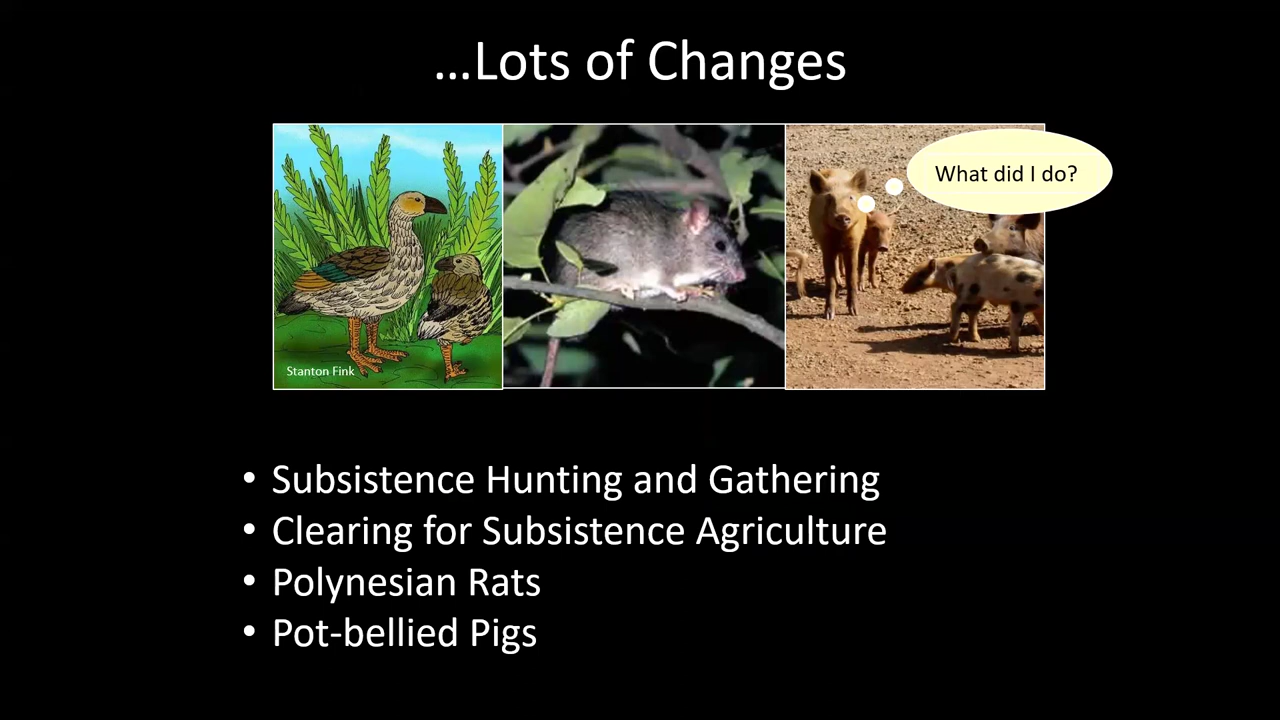 ...Lots of Changes
What did I do?
Stanton Fink
• Subsistence Hunting and Gathering
• Clearing for Subsistence Agriculture
• Polynesian Rats
• Pot-bellied Pigs